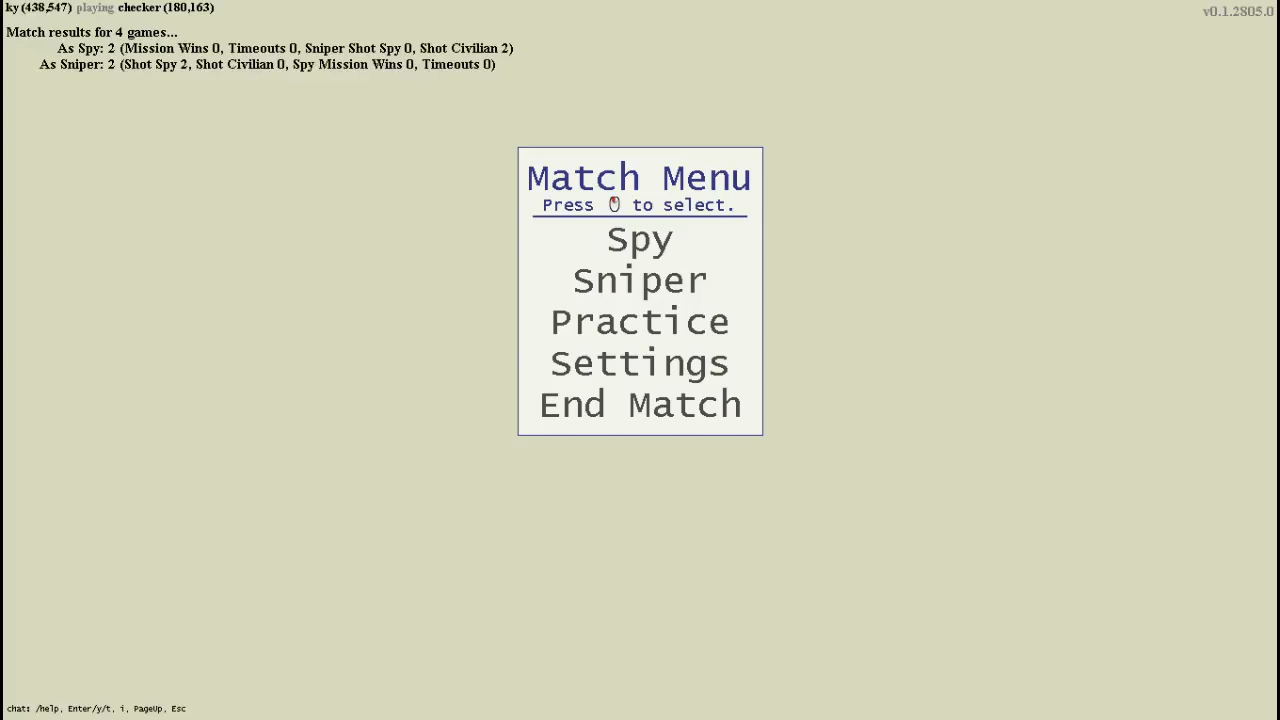 ky (438,547) playing checker (180,163)
v0.1.2805.0
Match results for 4 games...
As Spy: 2 (Mission Wins 0, Timeouts 0, Sniper Shot Spy 0, Shot Civilian 2)
As Sniper: 2 (Shot Spy 2, Shot Civilian 0, Spy Mission Wins 0, Timeouts 0)
Match Menu
Press to select.
Spy
Sniper
Practice
Settings
End Match
chat: /help, Enter/y/t, i, PageUp, Esc